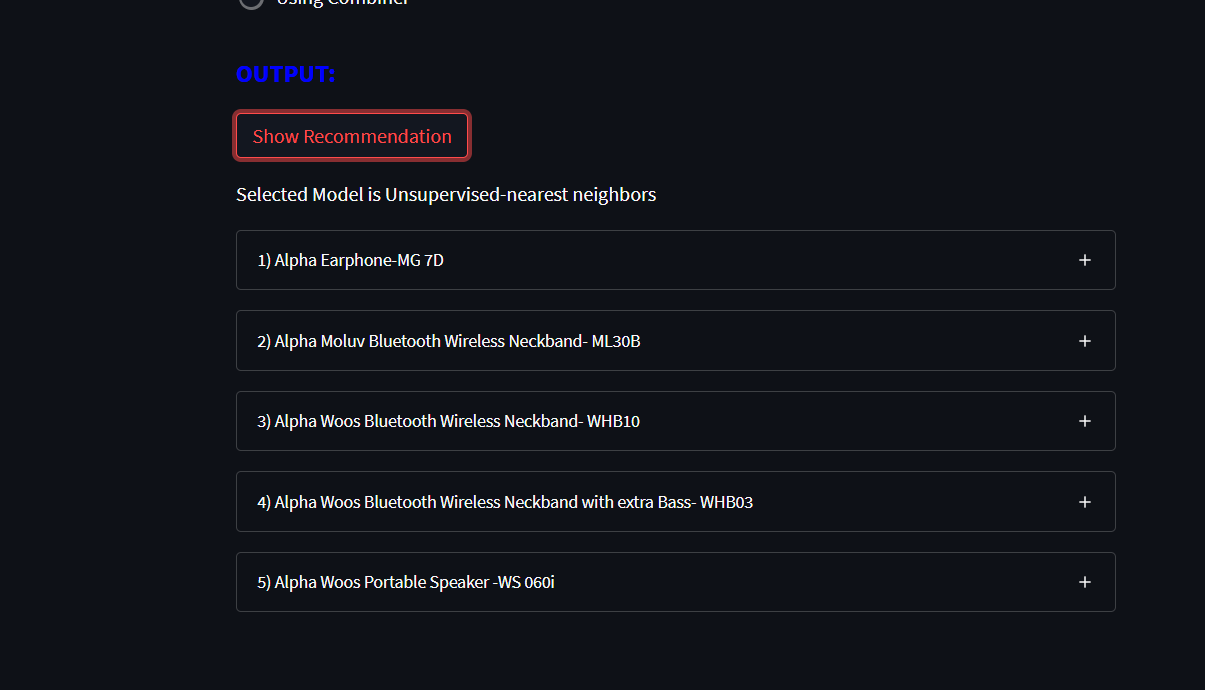 Using Combiner
OUTPUT:
Show Recommendation
Selected Model is Unsupervised-nearest neighbors
1) Alpha Earphone-MG 7D
2) Alpha Moluv Bluetooth Wireless Neckband- ML30B
3) Alpha Woos Bluetooth Wireless Neckband- WHB10
4) Alpha Woos Bluetooth Wireless Neckband with extra Bass- WHB03
5) Alpha Woos Portable Speaker -WS 060i